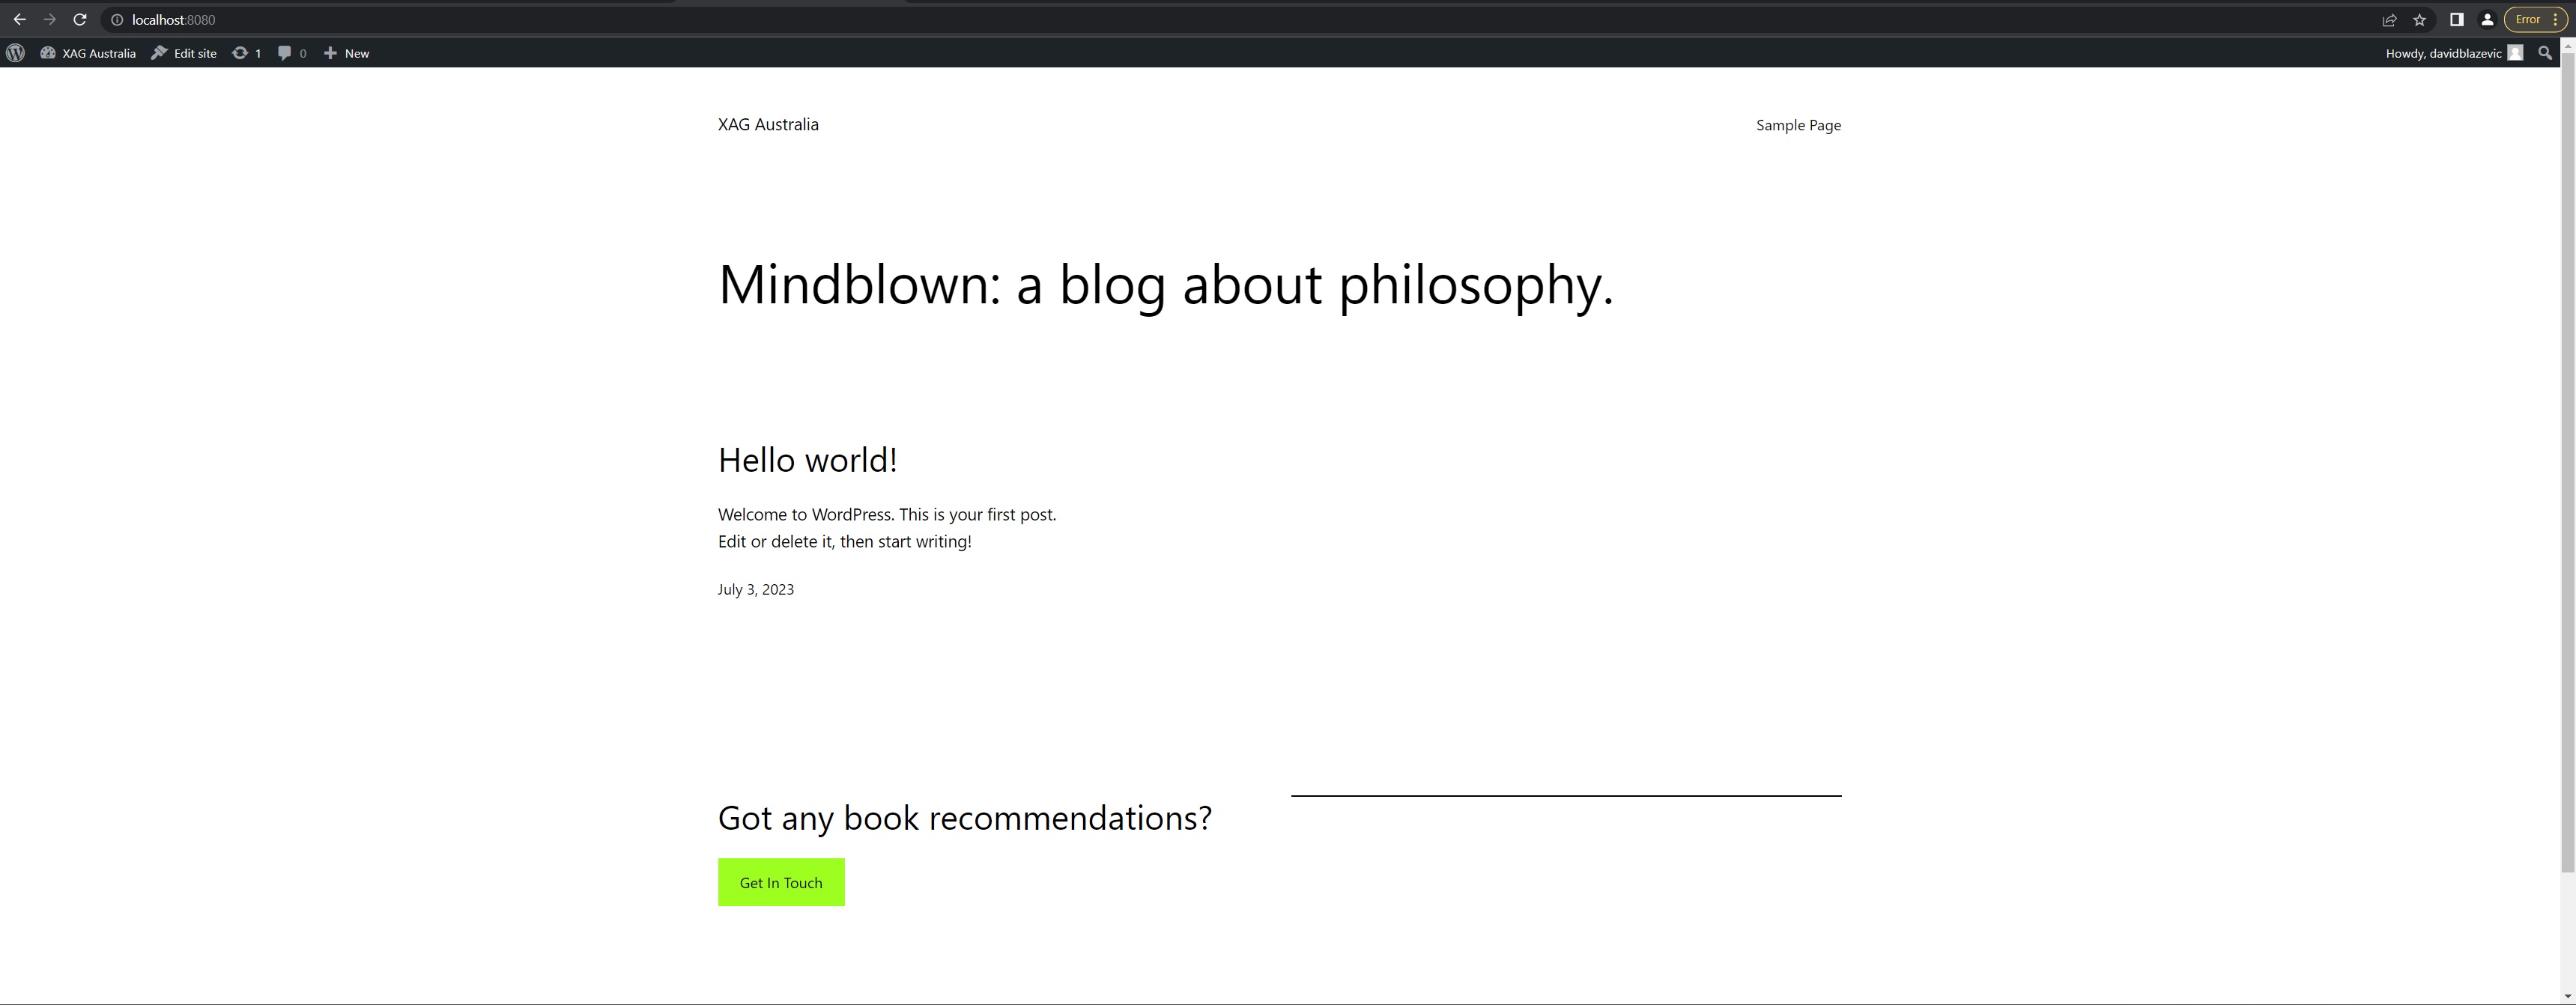 localhost:8080
Error
XAG Australia
Edit site
1
0
New
Howdy, davidblazevic
XAG Australia
Sample Page
Mindblown: a blog about philosophy.
Hello world!
Welcome to WordPress. This is your first post.
Edit or delete it, then start writing!
July 3, 2023
Got any book recommendations?
Get In Touch